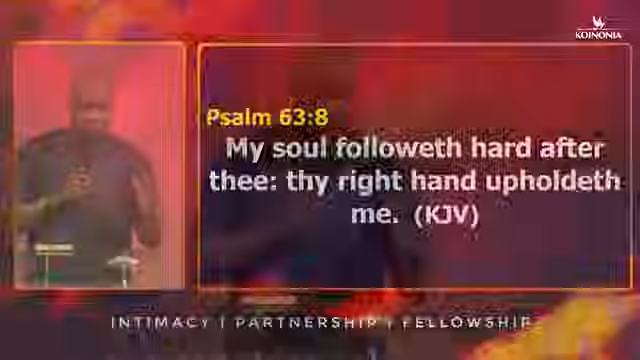 KOINONIA
Psalm 63:8
My soul followeth hard after
thee: thy right hand upholdeth
me. (KJV)
INTIMACY | PARTNERSHIP | FELLOWSHIP